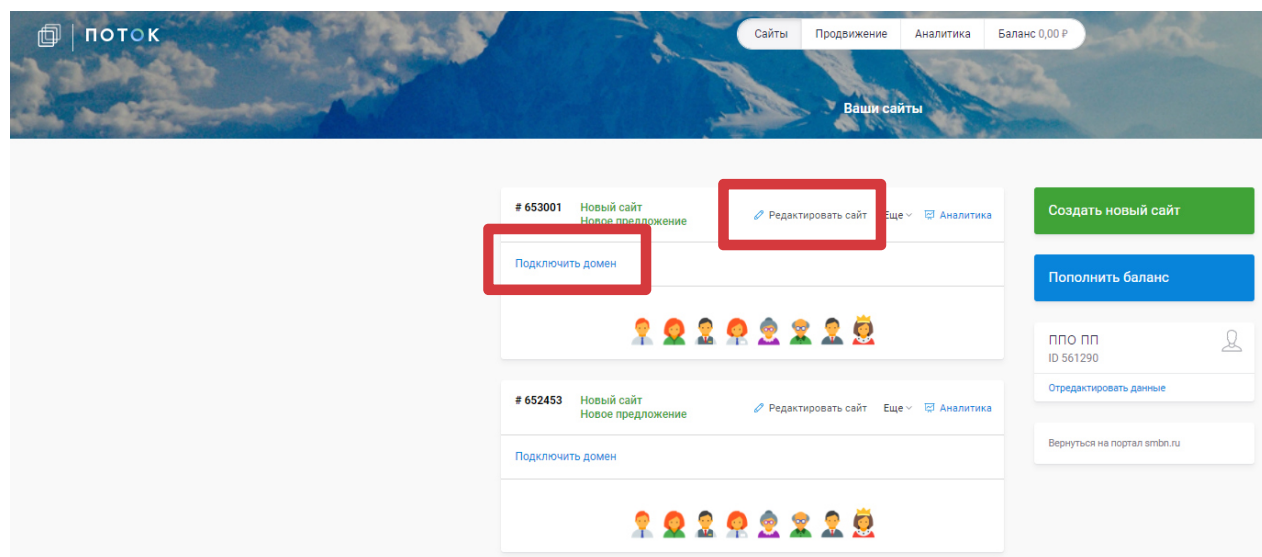 ПОТОК
Сайты Продвижение Аналитика Баланс 0,00 ₽
Ваши сайты
# 653001 Новый сайт
Новое предложение
Редактировать сайт Еще Аналитика
Подключить домен
# 652453 Новый сайт
Новое предложение
Редактировать сайт Еще Аналитика
Подключить домен
Создать новый сайт
Пополнить баланс
ППО ПП
ID 561290
Отредактировать данные
Вернуться на портал smbn.ru